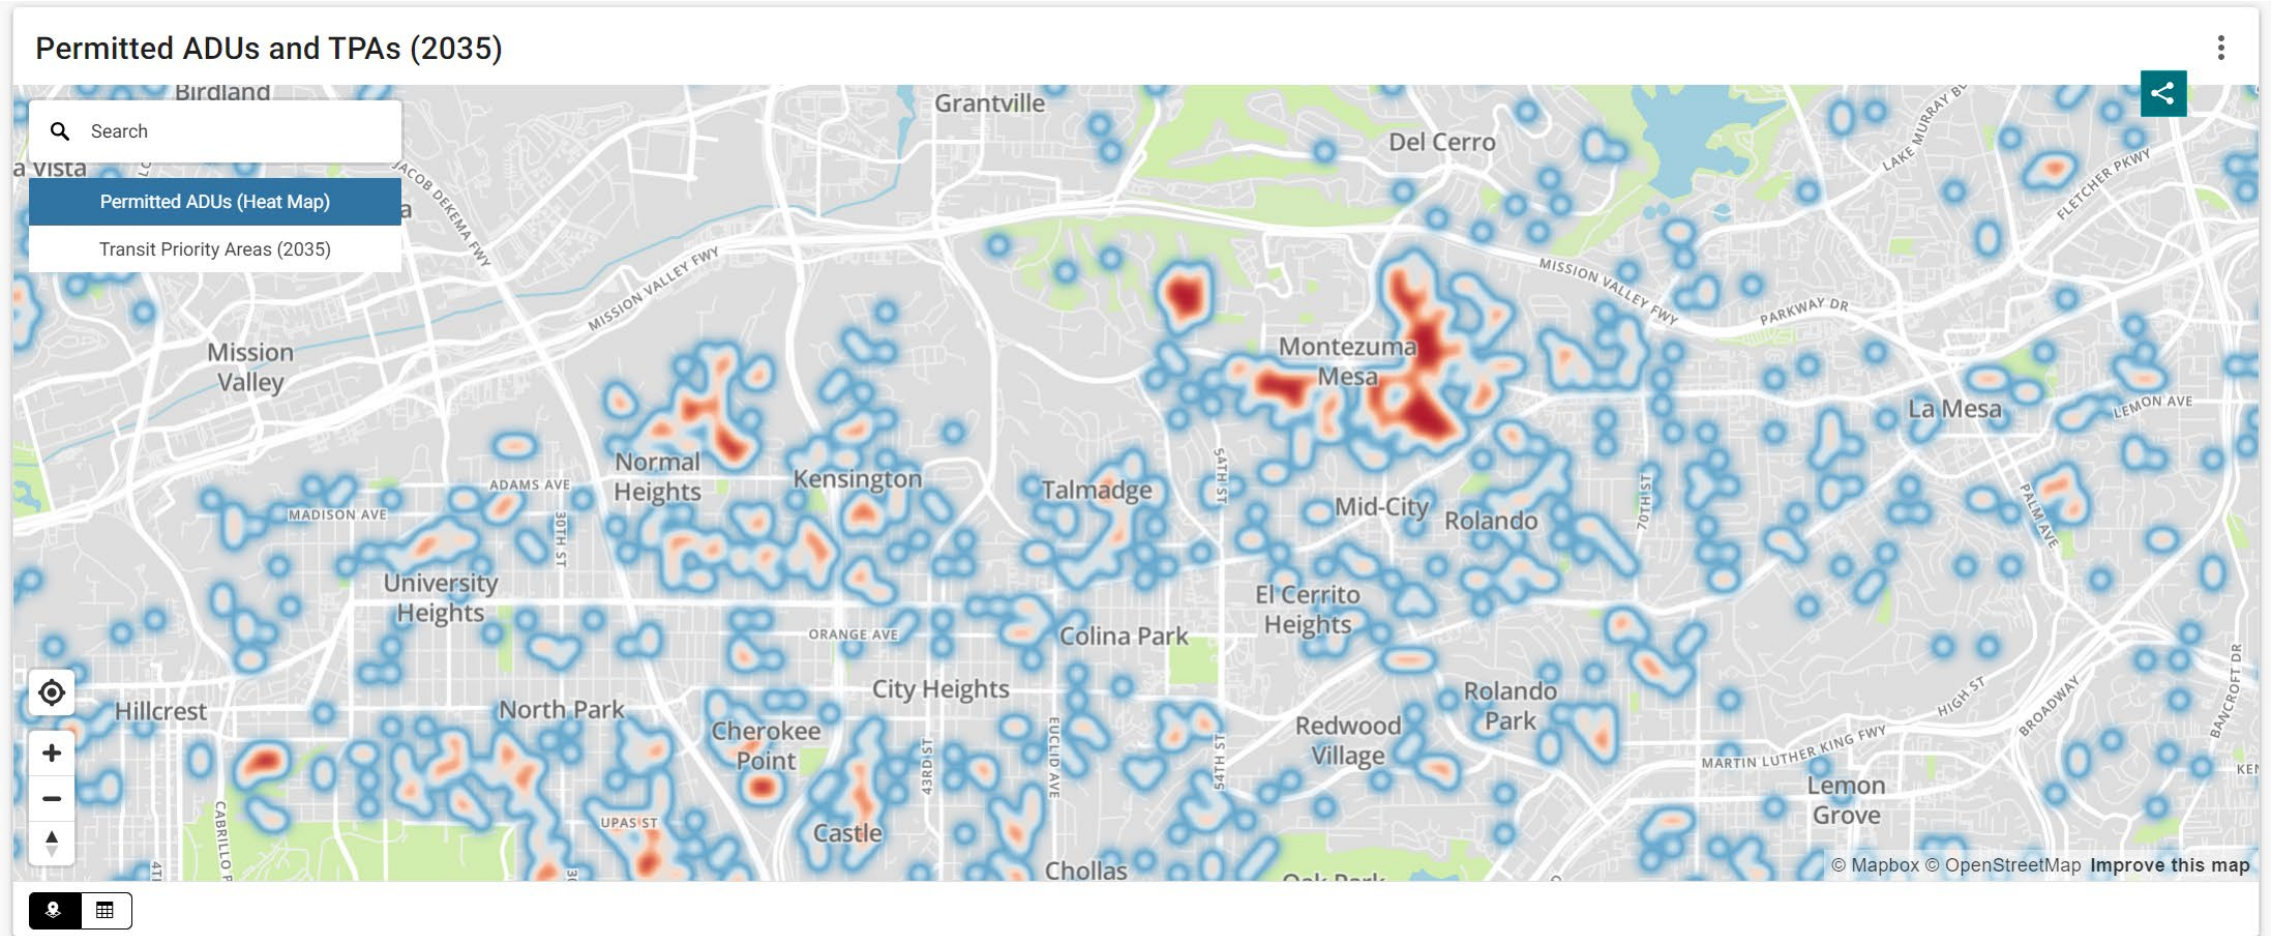 Permitted ADUs and TPAs (2035)
Birdland
Grantville
Search
Del Cerro
LAKE MURRAY
a Vista
JACOB DEKEMA FWY
FLETCHER PKWY
Permitted ADUs (Heat Map)
a
Transit Priority Areas (2035)
MISSION VALLEY FWY
MISSION VALLEY FWY
PARKWAY DR
Mission
Valley
Montezuma
Mesa
La Mesa
LEMON AVE
Normal
Heights
Kensington
54TH ST
ADAMS AVE
Talmadge
Mid-City
Rolando
70TH ST
PALM AVE
MADISON AVE
30TH ST
University
Heights
El Cerrito
Heights
ORANGE AVE
Colina Park
City Heights
HIGH ST
BROADWAY
BANCROFT DR
Hillcrest
North Park
Cherokee
Point
Rolando
Park
Redwood
Village
43RD ST
EUCLID AVE
54TH ST
MARTIN LUTHER KING FWY
Lemon
Grove
CABRILLO
UPAS ST
Castle
Chollas
Oak Park
© Mapbox © OpenStreetMap Improve this map